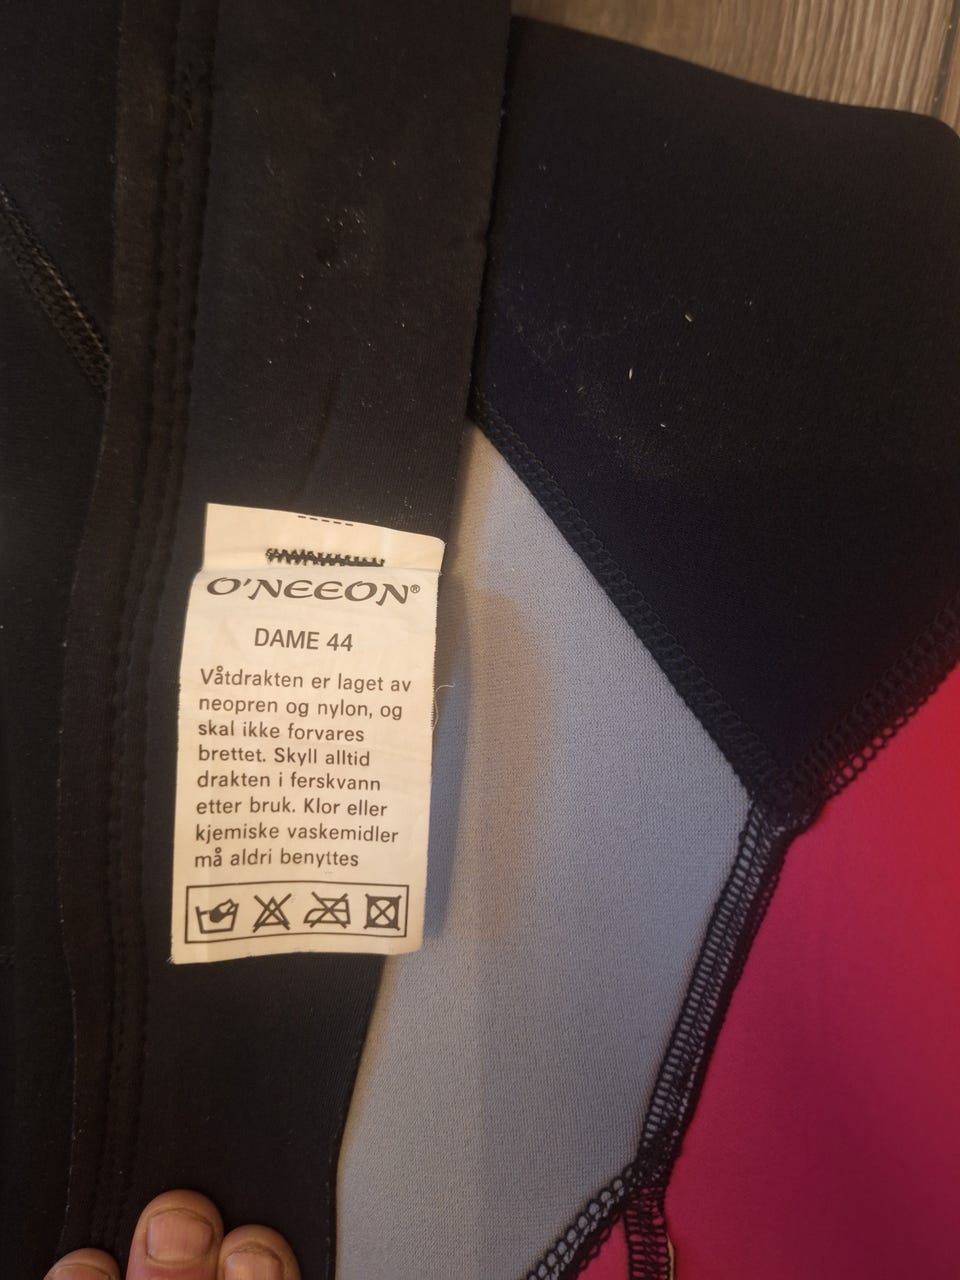 O'NEEON®
DAME 44
Våtdrakten er laget av
neopren og nylon, og
skal ikke forvares
brettet. Skyll alltid
drakten i ferskvann
etter bruk. Klor eller
kjemiske vaskemidler
må aldri benyttes